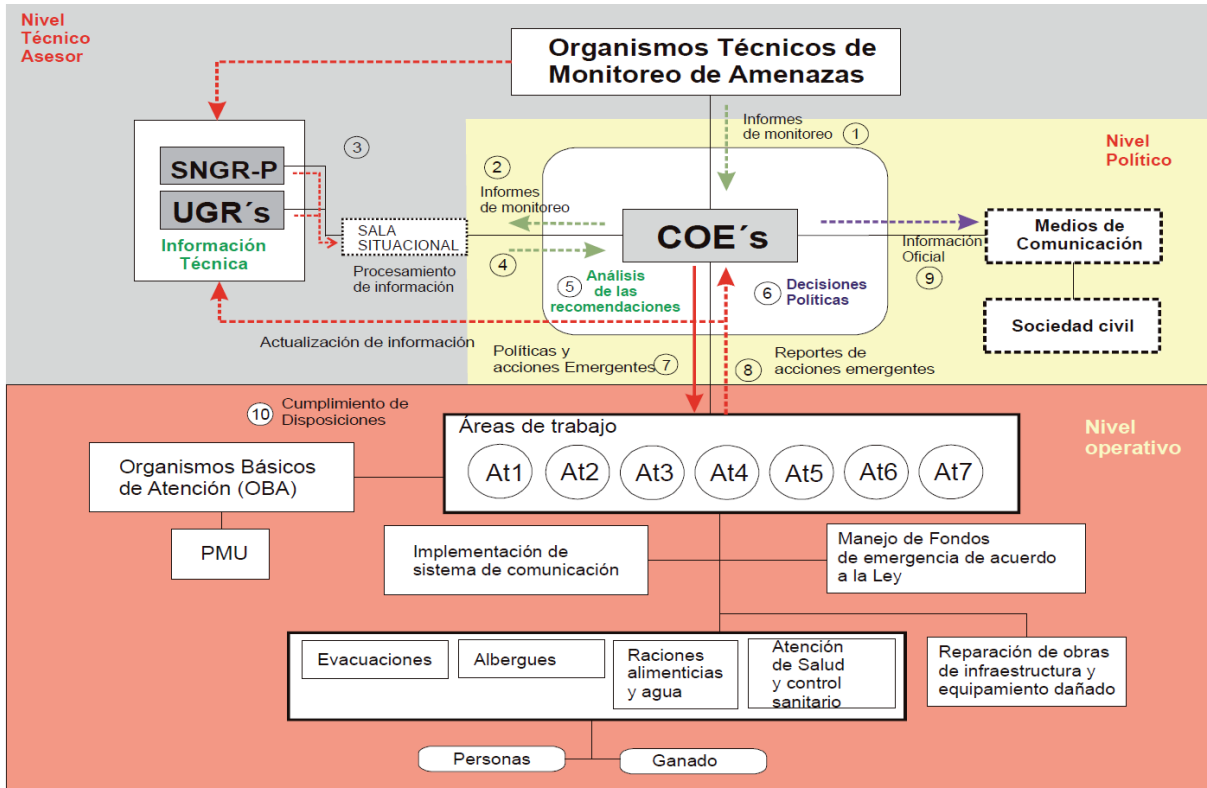 Nivel
Técnico
Asesor
Organismos Técnicos de
Monitoreo de Amenazas
Informes
de monitoreo
1
Nivel
Político
SNGR-P
UGR´s
Información
Técnica
3
2
Informes
de monitoreo
SALA
SITUACIONAL
Procesamiento
de información
4
COE´s
5
Análisis
de las
recomendaciones
6
Decisiones
Politicas
Información
Oficial
9
Medios de
Comunicación
Sociedad civil
Actualización de información
Políticas y
acciones Emergentes
7
8
Reportes de
acciones emergentes
10
Cumplimiento de
Disposiciones
Nivel
operativo
Áreas de trabajo
At1
At2
At3
At4
At5
At6
At7
Organismos Básicos
de Atención (OBA)
PMU
Implementación de
sistema de comunicación
Manejo de Fondos
de emergencia de acuerdo
a la Ley
Evacuaciones
Albergues
Raciones
alimenticias
y agua
Atención
de Salud
y control
sanitario
Reparación de obras
de infraestructura y
equipamiento dañado
Personas
Ganado